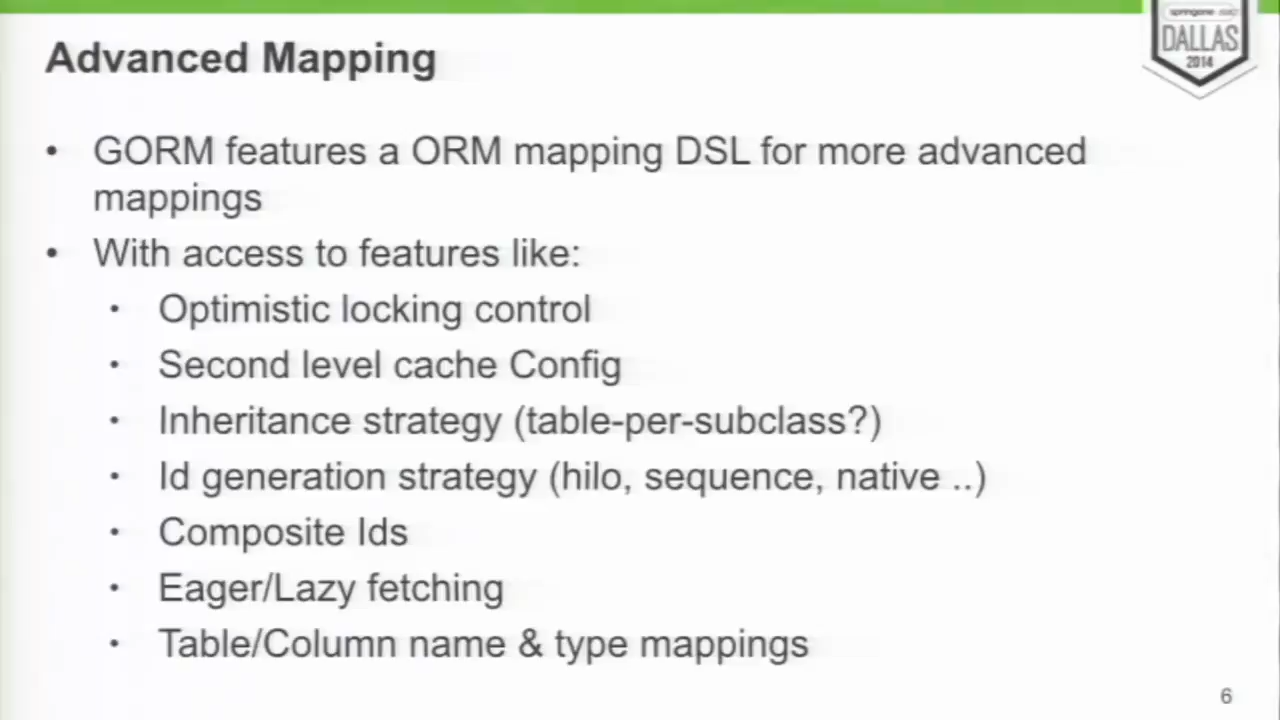 Advanced Mapping
DALLAS
2014
• GORM features a ORM mapping DSL for more advanced
mappings
• With access to features like:
• Optimistic locking control
• Second level cache Config
• Inheritance strategy (table-per-subclass?)
• Id generation strategy (hilo, sequence, native ..)
• Composite Ids
• Eager/Lazy fetching
• Table/Column name & type mappings
6